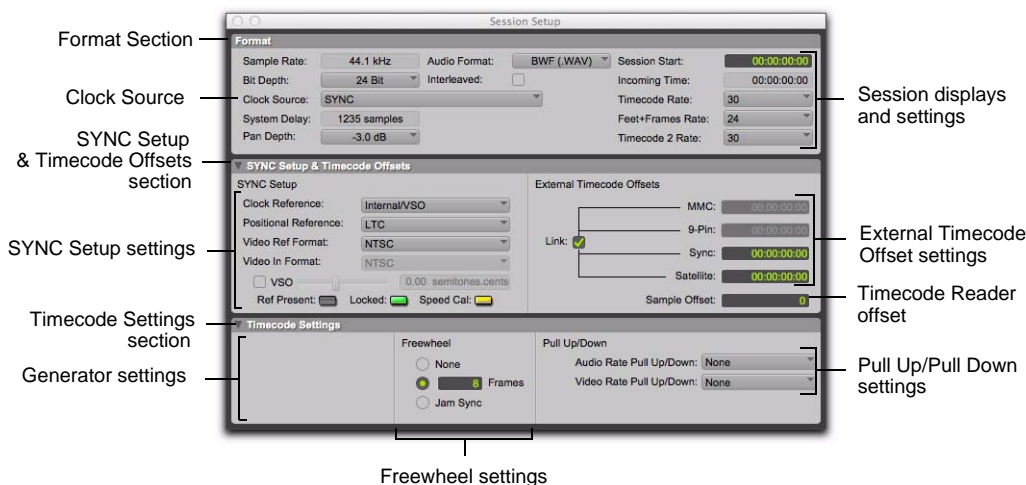 Session Setup
Format Section
Format
Sample Rate: 44.1 kHz Audio Format: BWF (.WAV) Session Start: 00:00:00:00
Bit Depth: 24 Bit Interleaved: Incoming Time: 00:00:00:00
Clock Source
Clock Source: SYNC Timecode Rate: 30
System Delay: 1235 samples Feet+Frames Rate: 24
Pan Depth: -3.0 dB Timecode 2 Rate: 30
Session displays
and settings
SYNC Setup
& Timecode Offsets
section
SYNC Setup & Timecode Offsets
SYNC Setup External Timecode Offsets
Clock Reference: Internal/VSO MMC: 00:00:00:00
Positional Reference: LTC 9-Pin: 00:00:00:00
Video Ref Format: NTSC Link: Sync: 00:00:00:00
Video In Format: NTSC Satellite: 00:00:00:00
VSO 0.00 semitones.cents
Ref Present: Locked: Speed Cal: Sample Offset: 0
SYNC Setup settings
External Timecode
Offset settings
Timecode Reader
offset
Timecode Settings
section
Timecode Settings
Freewheel Pull Up/Down
None Audio Rate Pull Up/Down: None
8 Frames Video Rate Pull Up/Down: None
Jam Sync
Generator settings
Pull Up/Pull Down
settings
Freewheel settings